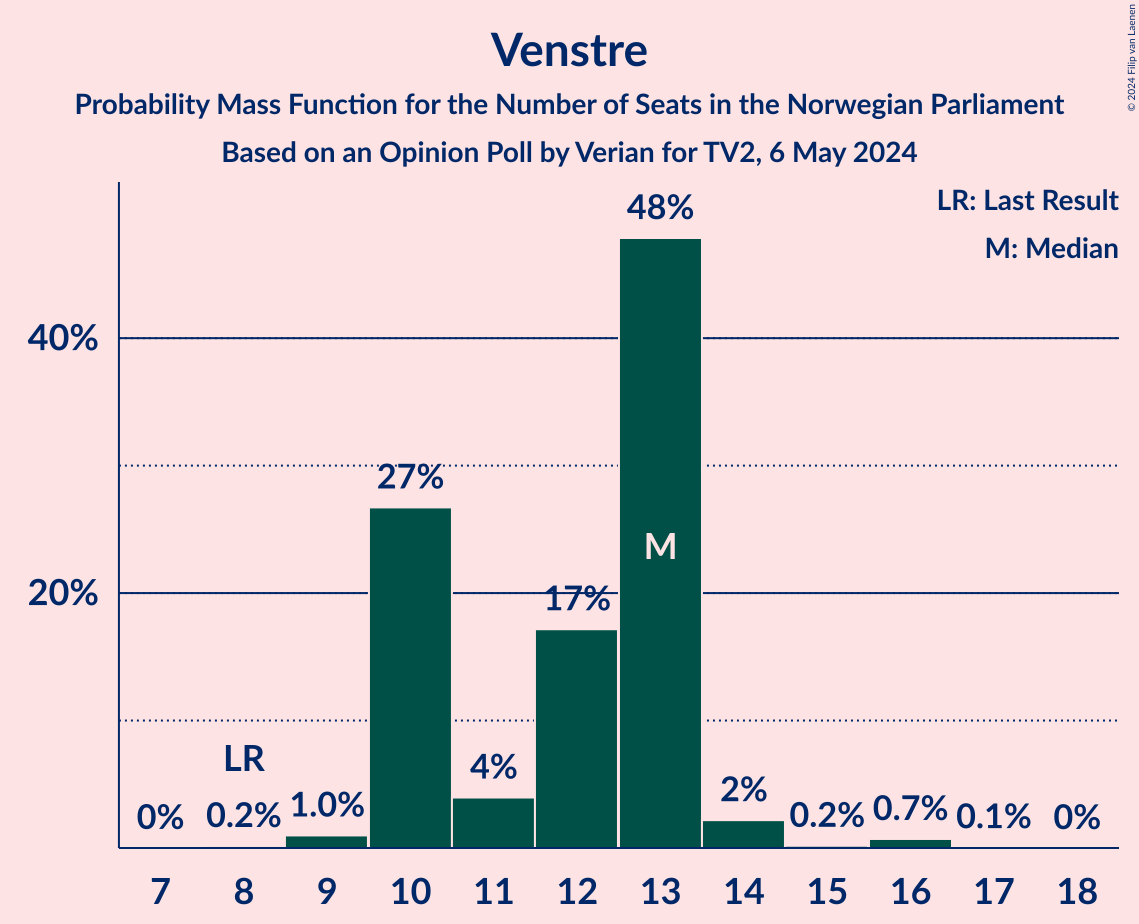 Venstre
Probability Mass Function for the Number of Seats in the Norwegian Parliament
Based on an Opinion Poll by Verian for TV2, 6 May 2024
© 2024 Filip van Laenen
LR: Last Result
M: Median
40%
20%
0%
LR
0.2%
1.0%
27%
4%
17%
48%
M
2%
0.2%
0.7%
0.1%
0%
7 8 9 10 11 12 13 14 15 16 17 18